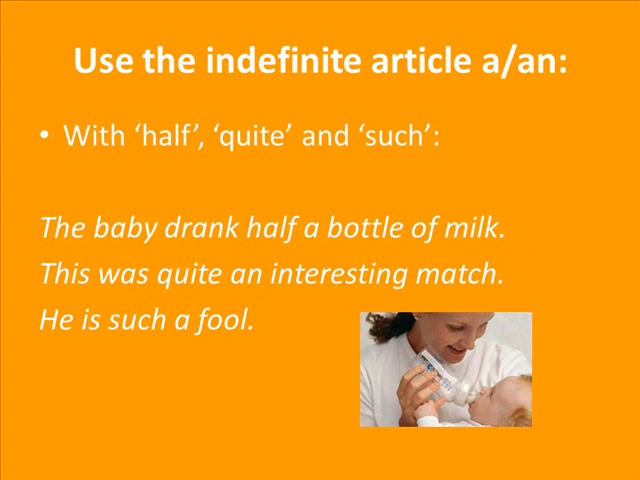 Use the indefinite article a/an:
• With ‘half’, ‘quite’ and ‘such’:
The baby drank half a bottle of milk.
This was quite an interesting match.
He is such a fool.